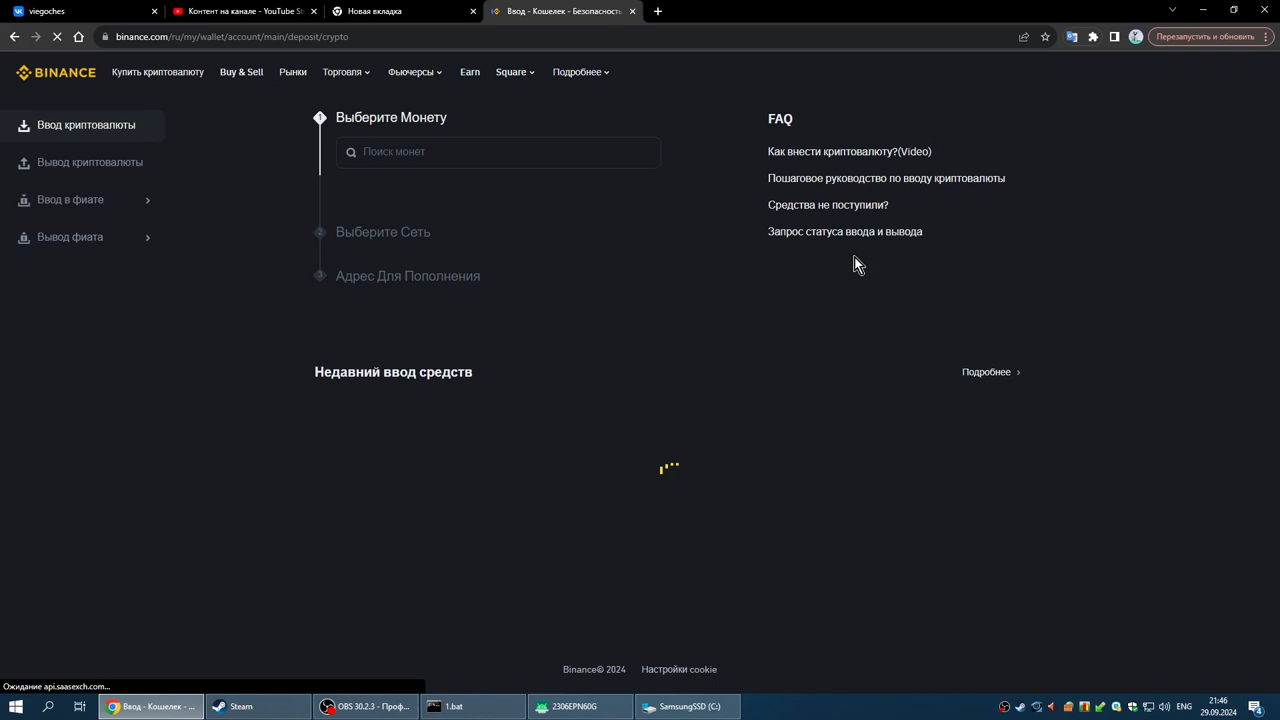 viegoches
Контент на канале - YouTube St
Новая вкладка
Ввод - Кошелек - Безопасность
binance.com/ru/my/wallet/account/main/deposit/crypto
Перезапустить и обновить
BINANCE
Купить криптовалюту
Buy & Sell
Рынки
Торговля
Фьючерсы
Earn
Square
Подробнее
Ввод криптовалюты
Вывод криптовалюты
Ввод в фиате
Вывод фиата
1
Выберите Монету
Поиск монет
2
Выберите Сеть
3
Адрес Для Пополнения
FAQ
Как внести криптовалюту?(Video)
Пошаговое руководство по вводу криптовалюты
Средства не поступили?
Запрос статуса ввода и вывода
Недавний ввод средств
Подробнее
Binance© 2024
Настройки cookie
Ожидание api.saasexch.com...
Ввод - Кошелек - ...
Steam
OBS 30.2.3 - Проф...
1.bat
2306EPN60G
SamsungSSD (C:)
ENG
21:46
29.09.2024
4